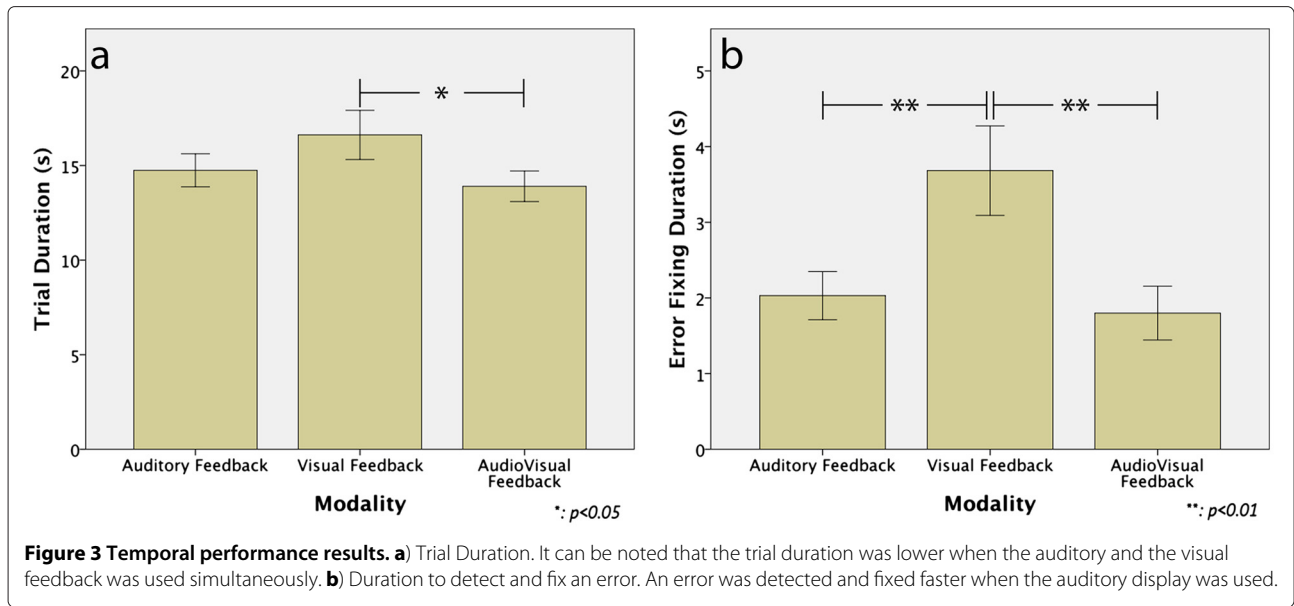 a
20
15
10
5
0
Trial Duration (s)
*
Auditory Feedback Visual Feedback AudioVisual
Feedback
Modality
*: p<0.05
b
5
4
3
2
1
0
Error Fixing Duration (s)
** **
Auditory Feedback Visual Feedback AudioVisual
Feedback
Modality
**: p<0.01
Figure 3 Temporal performance results. a) Trial Duration. It can be noted that the trial duration was lower when the auditory and the visual
feedback was used simultaneously. b) Duration to detect and fix an error. An error was detected and fixed faster when the auditory display was used.